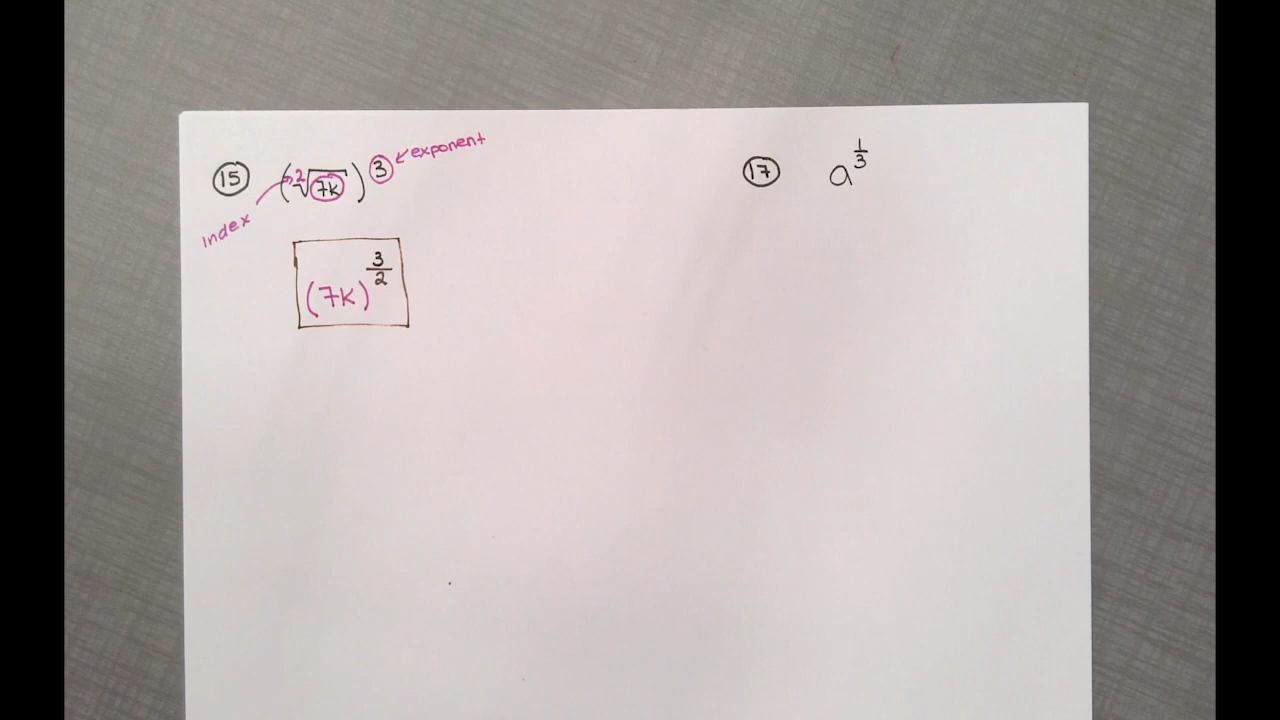 15 (²√7k)³ ← exponent
index
(7k)^(3/2)
17 a^(1/3)